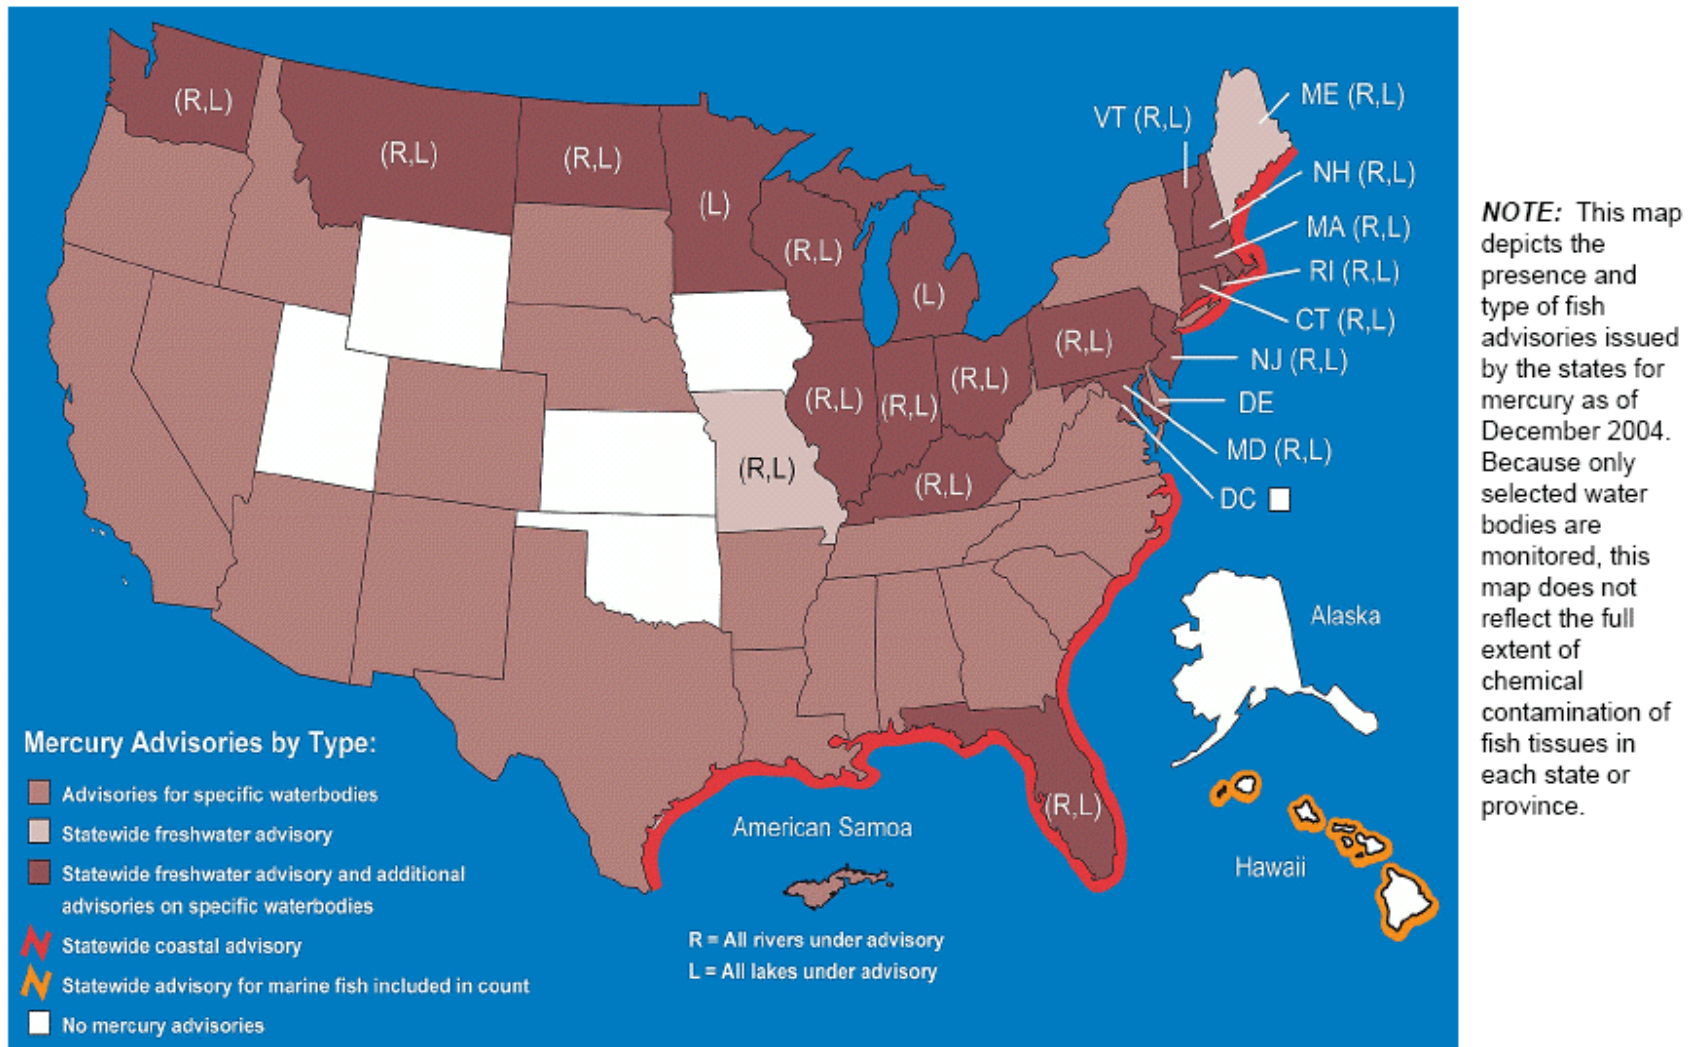 (R,L)
(R,L)
(R,L)
(L)
(R,L)
(L)
(R,L)
(R,L)
(R,L)
(R,L)
(R,L)
(R,L)
(R,L)
VT (R,L)
ME (R,L)
NH (R,L)
MA (R,L)
RI (R,L)
CT (R,L)
NJ (R,L)
DE
MD (R,L)
DC
Alaska
Hawaii
(R,L)
American Samoa
R = All rivers under advisory
L = All lakes under advisory
Mercury Advisories by Type:
Advisories for specific waterbodies
Statewide freshwater advisory
Statewide freshwater advisory and additional
advisories on specific waterbodies
Statewide coastal advisory
Statewide advisory for marine fish included in count
No mercury advisories
NOTE: This map
depicts the
presence and
type of fish
advisories issued
by the states for
mercury as of
December 2004.
Because only
selected water
bodies are
monitored, this
map does not
reflect the full
extent of
chemical
contamination of
fish tissues in
each state or
province.